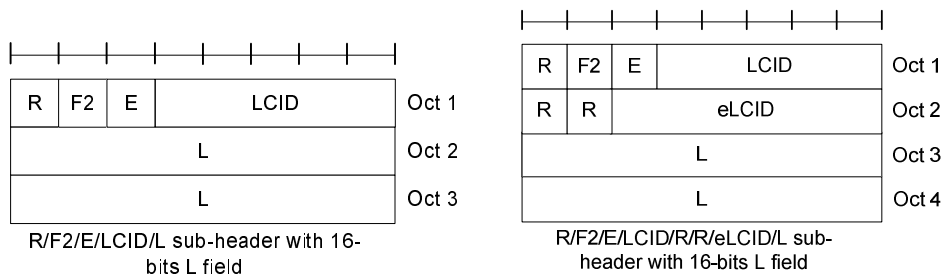 R F2 E LCID Oct 1
L Oct 2
L Oct 3
R/F2/E/LCID/L sub-header with 16-
bits L field
R F2 E LCID Oct 1
R R eLCID Oct 2
L Oct 3
L Oct 4
R/F2/E/LCID/R/R/eLCID/L sub-
header with 16-bits L field